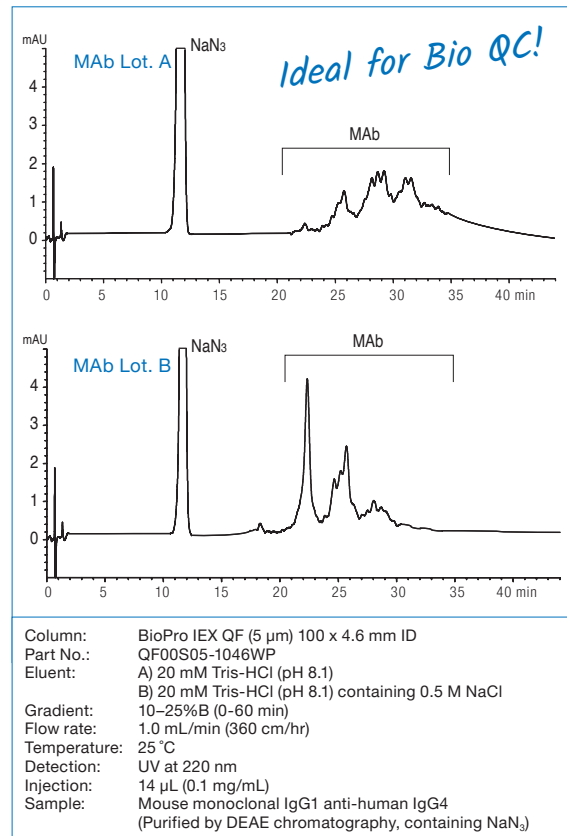 mAU
MAb Lot. A
NaN₃
Ideal for Bio QC!
MAb
4
3
2
1
0
0 5 10 15 20 25 30 35 40 min
mAU
MAb Lot. B
NaN₃
MAb
4
3
2
1
0
0 5 10 15 20 25 30 35 40 min
Column: BioPro IEX QF (5 µm) 100 x 4.6 mm ID
Part No.: QF00S05-1046WP
Eluent: A) 20 mM Tris-HCl (pH 8.1)
B) 20 mM Tris-HCl (pH 8.1) containing 0.5 M NaCl
Gradient: 10–25%B (0-60 min)
Flow rate: 1.0 mL/min (360 cm/hr)
Temperature: 25 °C
Detection: UV at 220 nm
Injection: 14 µL (0.1 mg/mL)
Sample: Mouse monoclonal IgG1 anti-human IgG4
(Purified by DEAE chromatography, containing NaN₃)